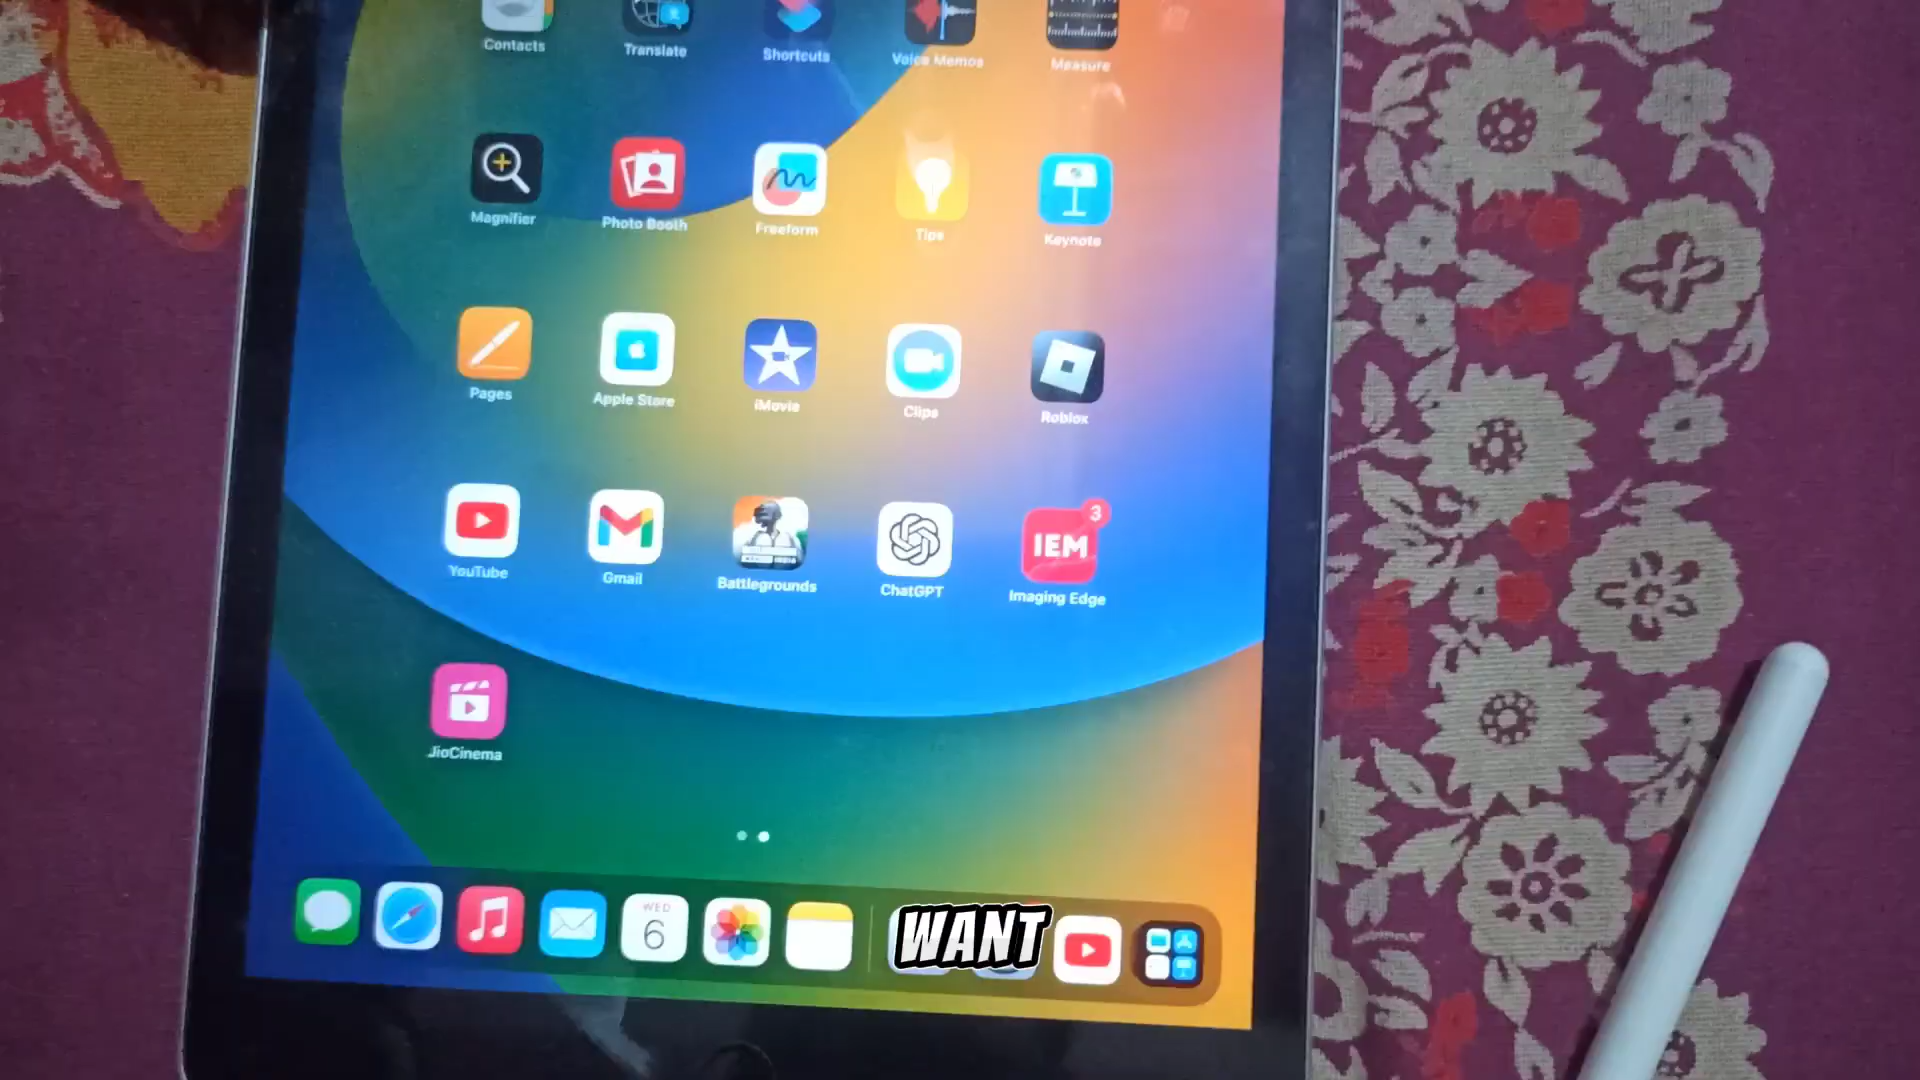 Contacts Translate Shortcuts Voice Memos Measure
Magnifier Photo Booth Freeform Tips Keynote
Pages Apple Store iMovie Clips Roblox
3
IEM
YouTube Gmail Battlegrounds ChatGPT Imaging Edge
JioCinema
WED
6
WANT